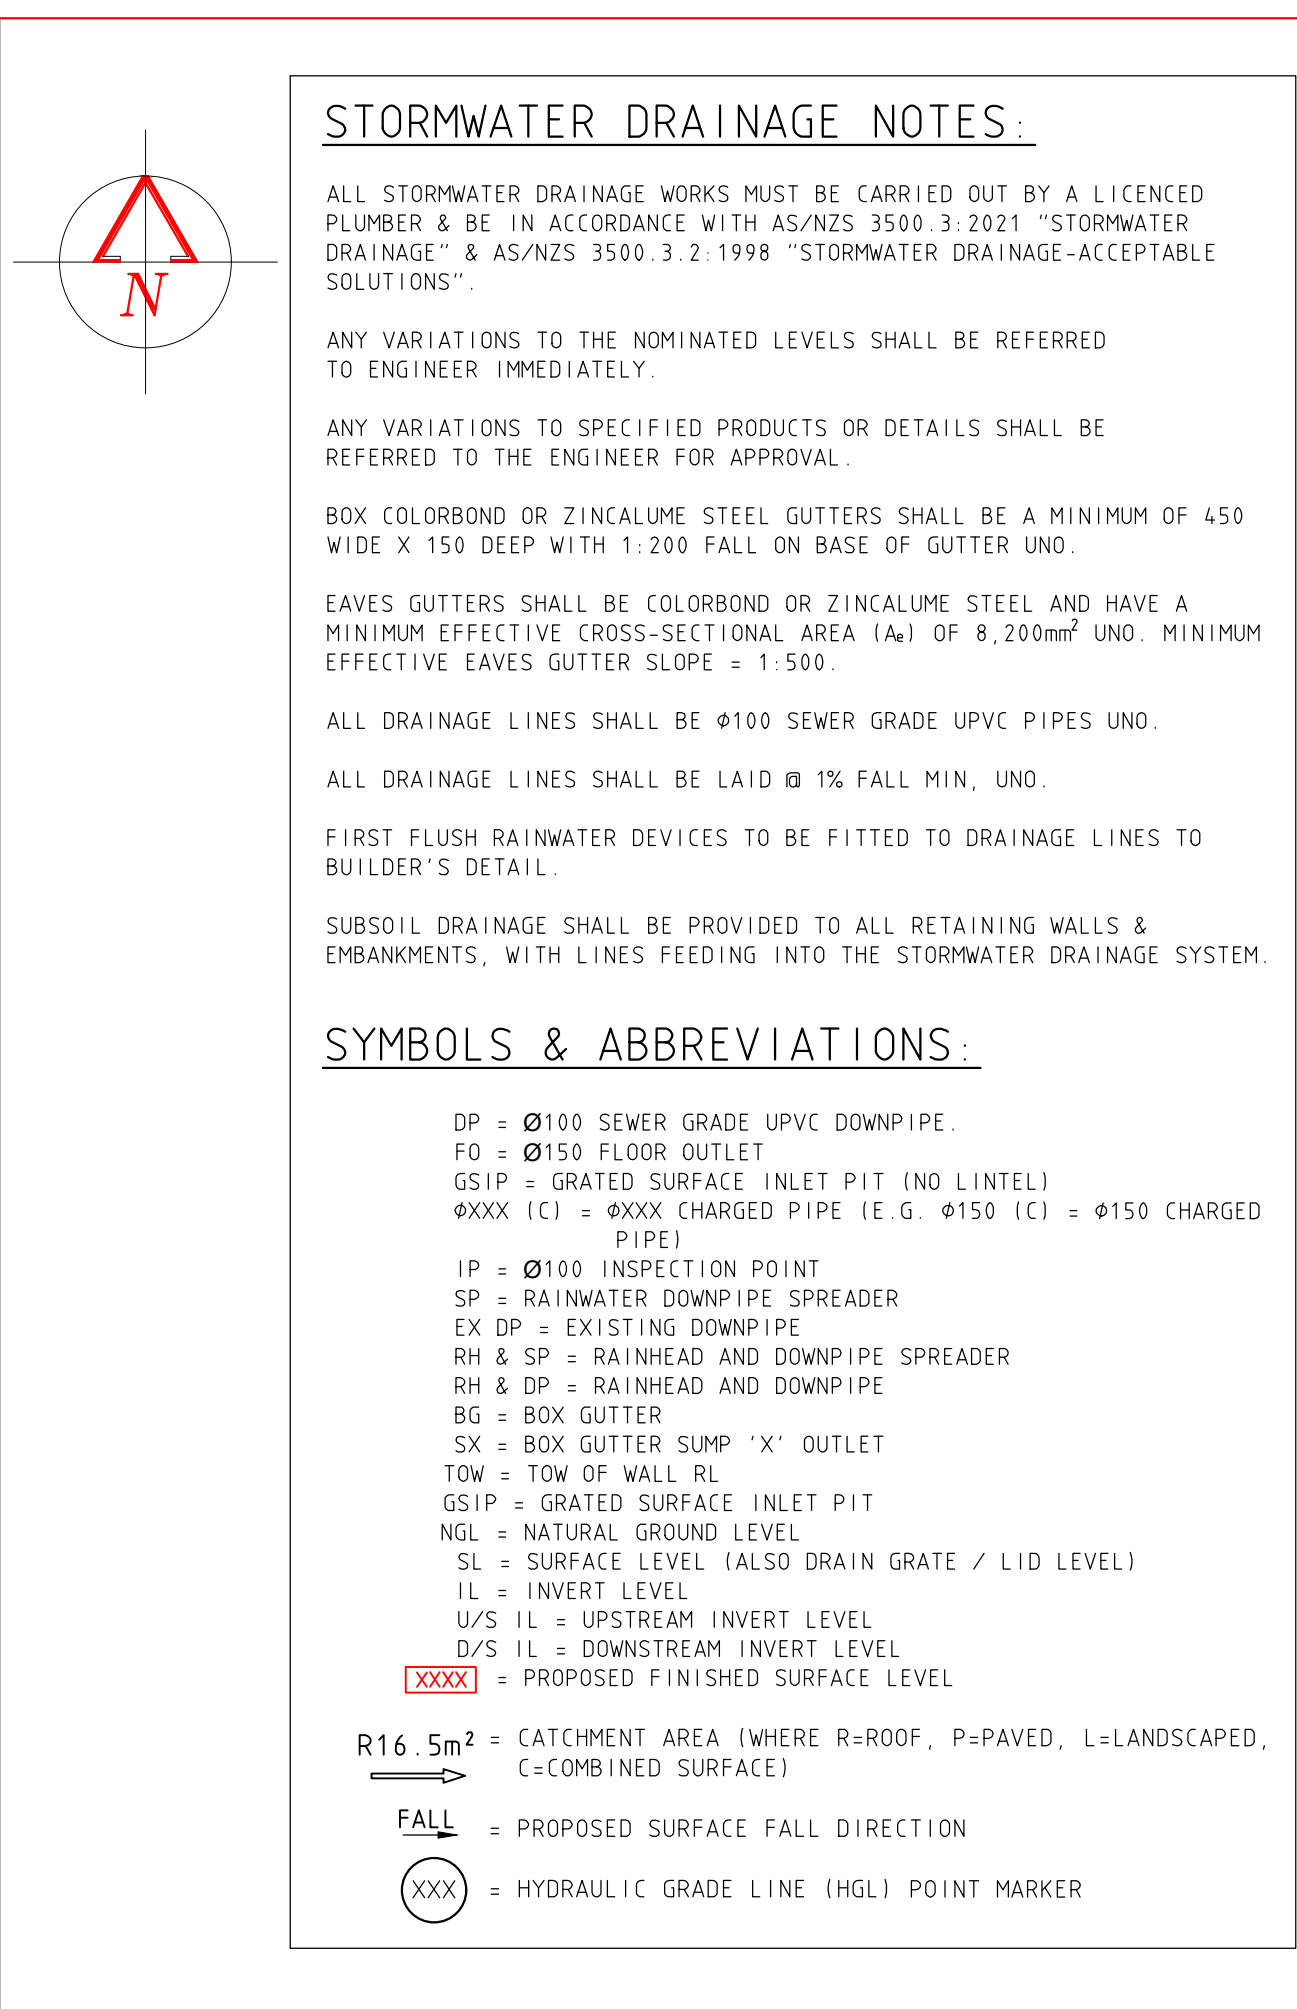 STORMWATER DRAINAGE NOTES:
N
ALL STORMWATER DRAINAGE WORKS MUST BE CARRIED OUT BY A LICENCED
PLUMBER & BE IN ACCORDANCE WITH AS/NZS 3500.3:2021 "STORMWATER
DRAINAGE" & AS/NZS 3500.3.2:1998 "STORMWATER DRAINAGE-ACCEPTABLE
SOLUTIONS".
ANY VARIATIONS TO THE NOMINATED LEVELS SHALL BE REFERRED
TO ENGINEER IMMEDIATELY.
ANY VARIATIONS TO SPECIFIED PRODUCTS OR DETAILS SHALL BE
REFERRED TO THE ENGINEER FOR APPROVAL.
BOX COLORBOND OR ZINCALUME STEEL GUTTERS SHALL BE A MINIMUM OF 450
WIDE X 150 DEEP WITH 1:200 FALL ON BASE OF GUTTER UNO.
EAVES GUTTERS SHALL BE COLORBOND OR ZINCALUME STEEL AND HAVE A
MINIMUM EFFECTIVE CROSS-SECTIONAL AREA (Ae) OF 8,200mm² UNO. MINIMUM
EFFECTIVE EAVES GUTTER SLOPE = 1:500.
ALL DRAINAGE LINES SHALL BE Φ100 SEWER GRADE UPVC PIPES UNO.
ALL DRAINAGE LINES SHALL BE LAID @ 1% FALL MIN, UNO.
FIRST FLUSH RAINWATER DEVICES TO BE FITTED TO DRAINAGE LINES TO
BUILDER'S DETAIL.
SUBSOIL DRAINAGE SHALL BE PROVIDED TO ALL RETAINING WALLS &
EMBANKMENTS, WITH LINES FEEDING INTO THE STORMWATER DRAINAGE SYSTEM.
SYMBOLS & ABBREVIATIONS:
DP = Ø100 SEWER GRADE UPVC DOWNPIPE.
FO = Ø150 FLOOR OUTLET
GSIP = GRATED SURFACE INLET PIT (NO LINTEL)
ΦXXX (C) = ΦXXX CHARGED PIPE (E.G. Φ150 (C) = Φ150 CHARGED
PIPE)
IP = Ø100 INSPECTION POINT
SP = RAINWATER DOWNPIPE SPREADER
EX DP = EXISTING DOWNPIPE
RH & SP = RAINHEAD AND DOWNPIPE SPREADER
RH & DP = RAINHEAD AND DOWNPIPE
BG = BOX GUTTER
SX = BOX GUTTER SUMP 'X' OUTLET
TOW = TOW OF WALL RL
GSIP = GRATED SURFACE INLET PIT
NGL = NATURAL GROUND LEVEL
SL = SURFACE LEVEL (ALSO DRAIN GRATE / LID LEVEL)
IL = INVERT LEVEL
U/S IL = UPSTREAM INVERT LEVEL
D/S IL = DOWNSTREAM INVERT LEVEL
XXXX = PROPOSED FINISHED SURFACE LEVEL
R16.5m² = CATCHMENT AREA (WHERE R=ROOF, P=PAVED, L=LANDSCAPED,
C=COMBINED SURFACE)
FALL = PROPOSED SURFACE FALL DIRECTION
XXX = HYDRAULIC GRADE LINE (HGL) POINT MARKER